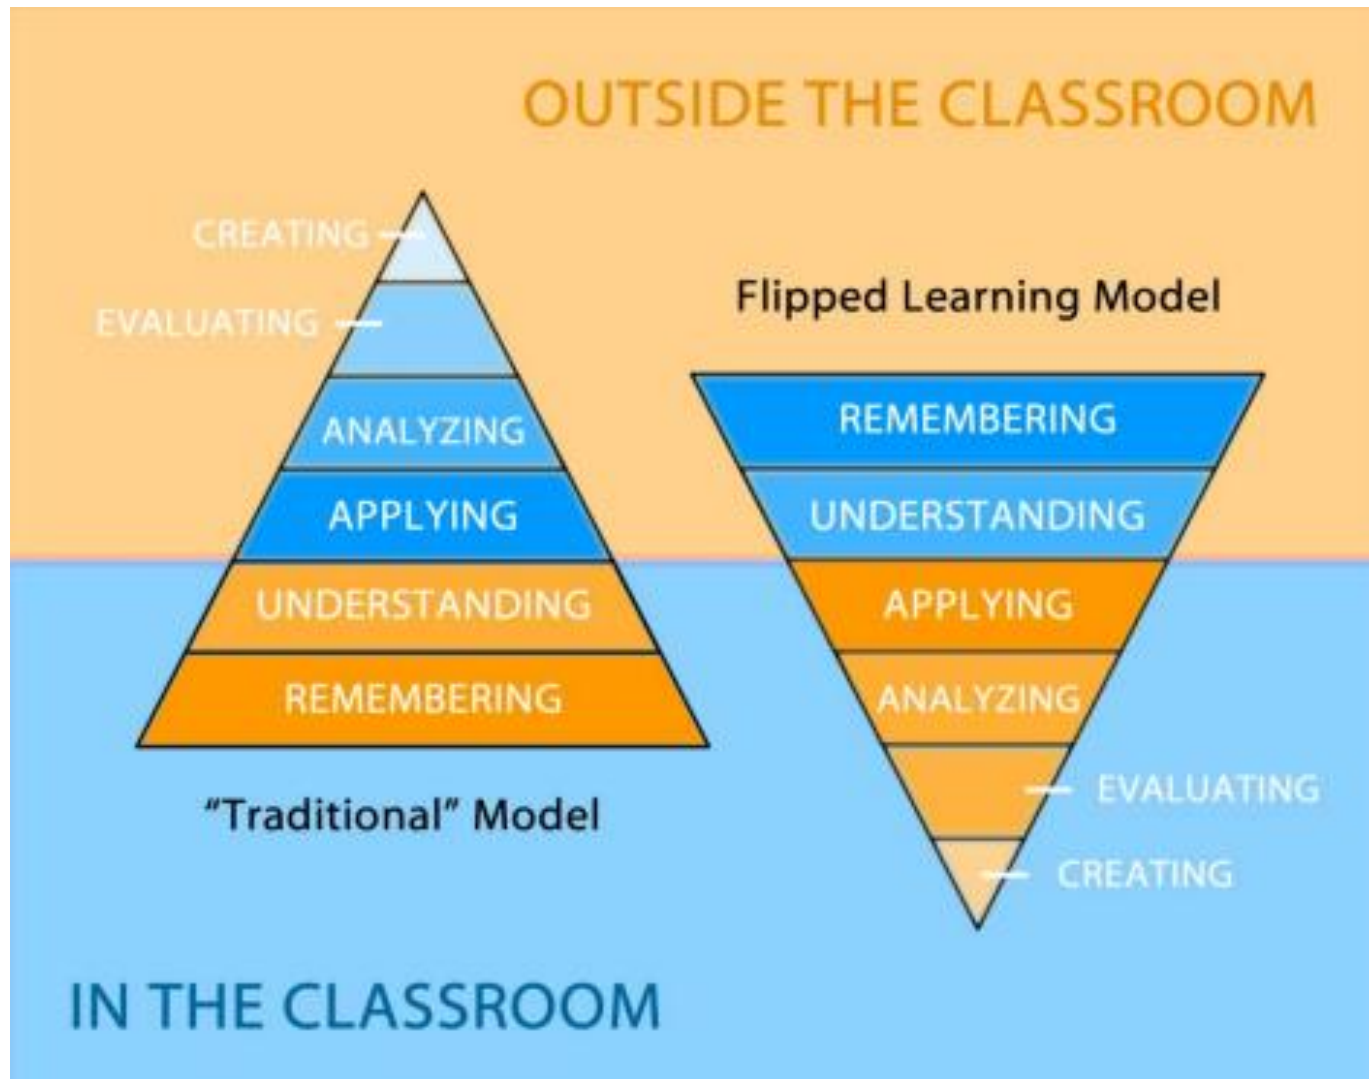 OUTSIDE THE CLASSROOM
CREATING
EVALUATING
ANALYZING
APPLYING
UNDERSTANDING
REMEMBERING
"Traditional" Model
Flipped Learning Model
REMEMBERING
UNDERSTANDING
APPLYING
ANALYZING
EVALUATING
CREATING
IN THE CLASSROOM